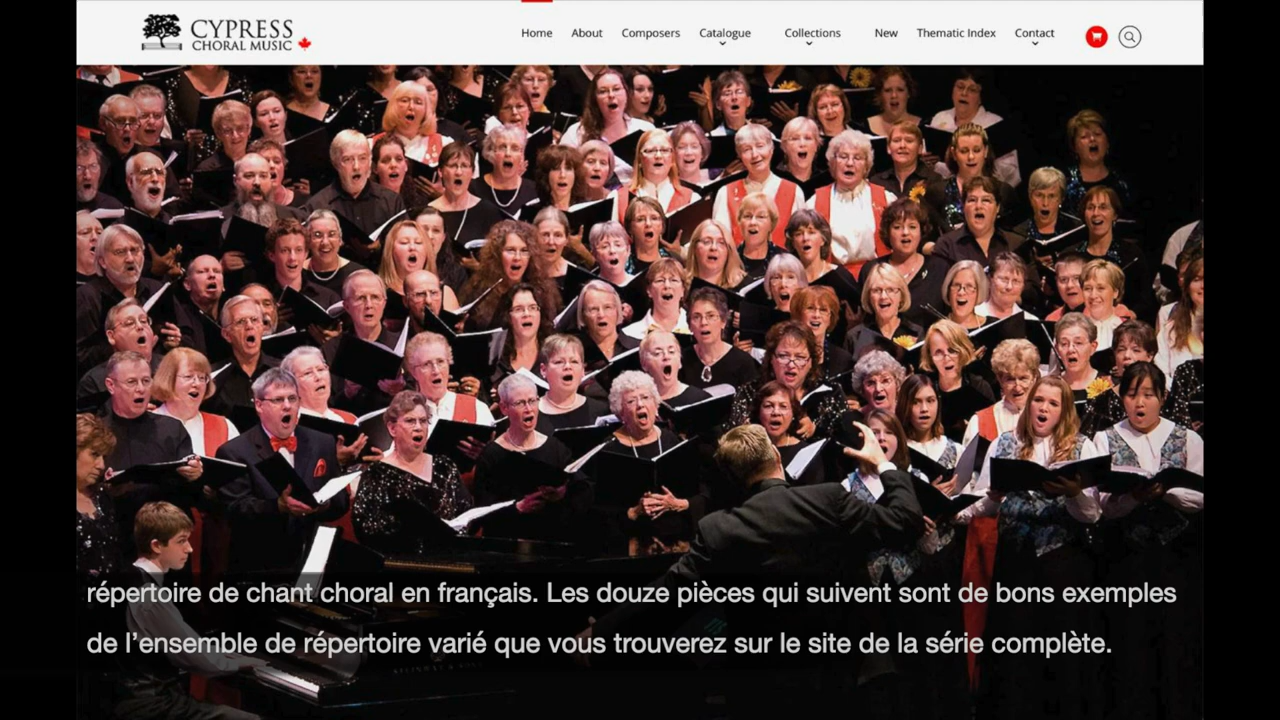 CYPRESS
CHORAL MUSIC
Home About Composers Catalogue Collections New Thematic Index Contact
répertoire de chant choral en français. Les douze pièces qui suivent sont de bons exemples
de l’ensemble de répertoire varié que vous trouverez sur le site de la série complète.